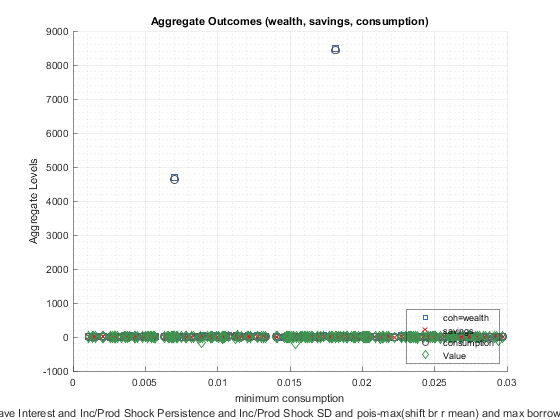 Aggregate Outcomes (wealth, savings, consumption)
9000
8000
7000
6000
5000
4000
3000
2000
1000
0
-1000
Aggregate Levels
coh=wealth
savings
consumption
Value
0 0.005 0.01 0.015 0.02 0.025 0.03
minimum consumption
ave Interest and Inc/Prod Shock Persistence and Inc/Prod Shock SD and pois-max(shift br r mean) and max borrow